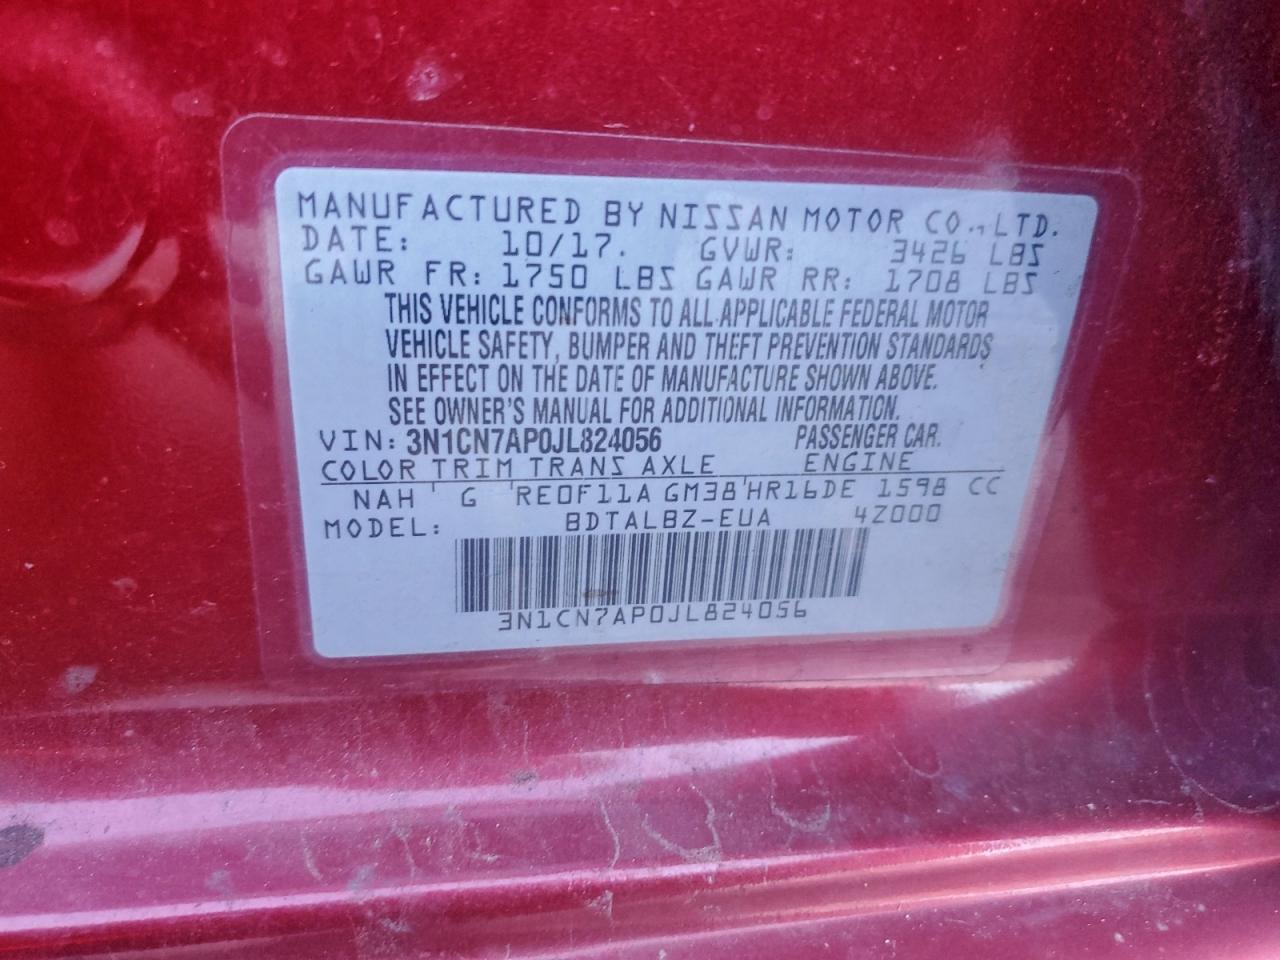 MANUFACTURED BY NISSAN MOTOR CO., LTD.
DATE: 10/17. GVWR: 3426 LBS
GAWR FR: 1750 LBS GAWR RR: 1708 LBS
THIS VEHICLE CONFORMS TO ALL APPLICABLE FEDERAL MOTOR
VEHICLE SAFETY, BUMPER AND THEFT PREVENTION STANDARDS
IN EFFECT ON THE DATE OF MANUFACTURE SHOWN ABOVE.
SEE OWNER'S MANUAL FOR ADDITIONAL INFORMATION.
VIN: 3N1CN7AP0JL824056 PASSENGER CAR.
COLOR TRIM TRANS AXLE ENGINE
NAH G RE0F11A GM38 HR16DE 1598 CC
MODEL: BDTALBZ-EUA 4Z000
3N1CN7AP0JL824056